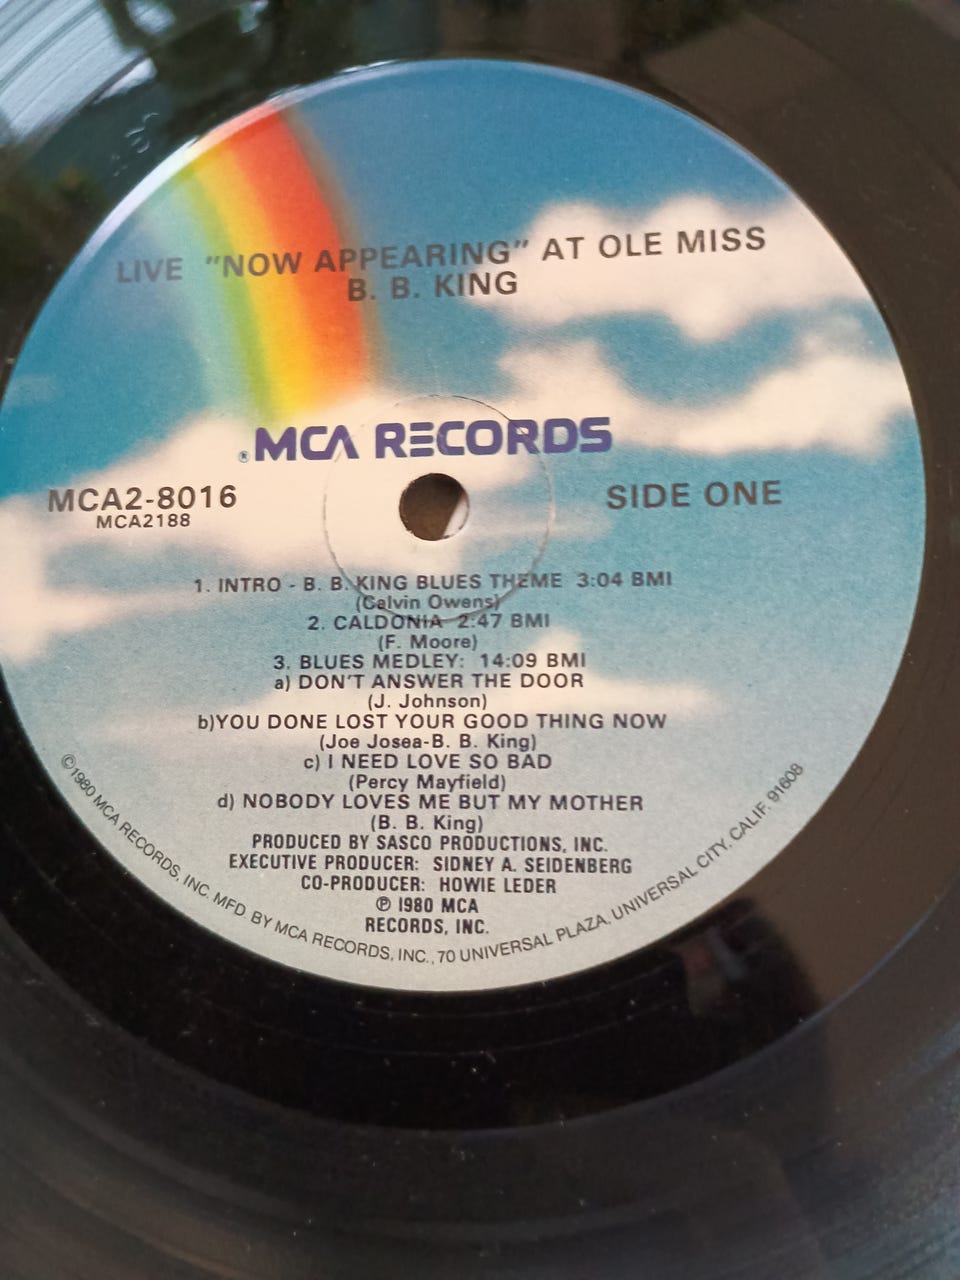 LIVE "NOW APPEARING" AT OLE MISS
B. B. KING
®MCA RECORDS
MCA2-8016
MCA2188
SIDE ONE
1. INTRO - B. B. KING BLUES THEME 3:04 BMI
(Calvin Owens)
2. CALDONIA 2:47 BMI
(F. Moore)
3. BLUES MEDLEY: 14:09 BMI
a) DON'T ANSWER THE DOOR
(J. Johnson)
b)YOU DONE LOST YOUR GOOD THING NOW
(Joe Josea-B. B. King)
c) I NEED LOVE SO BAD
(Percy Mayfield)
d) NOBODY LOVES ME BUT MY MOTHER
(B. B. King)
PRODUCED BY SASCO PRODUCTIONS, INC.
EXECUTIVE PRODUCER: SIDNEY A. SEIDENBERG
CO-PRODUCER: HOWIE LEDER
℗ 1980 MCA
RECORDS, INC.
©1980 MCA RECORDS, INC. MFD. BY MCA RECORDS, INC., 70 UNIVERSAL PLAZA, UNIVERSAL CITY, CALIF. 91608